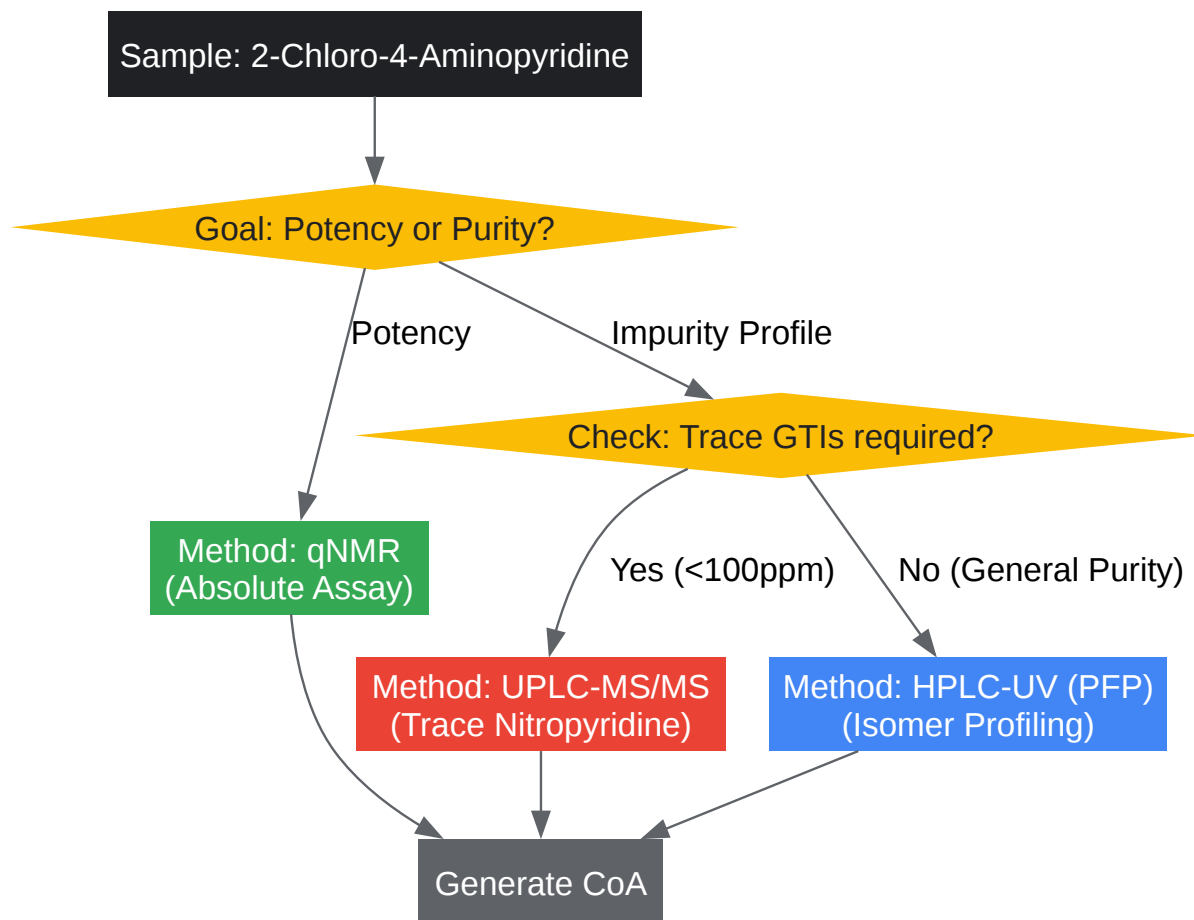 Sample: 2-Chloro-4-Aminopyridine
Goal: Potency or Purity?
Potency
Impurity Profile
Check: Trace GTIs required?
Method: qNMR
(Absolute Assay)
Yes (<100ppm)
No (General Purity)
Method: UPLC-MS/MS
(Trace Nitropyridine)
Method: HPLC-UV (PFP)
(Isomer Profiling)
Generate CoA